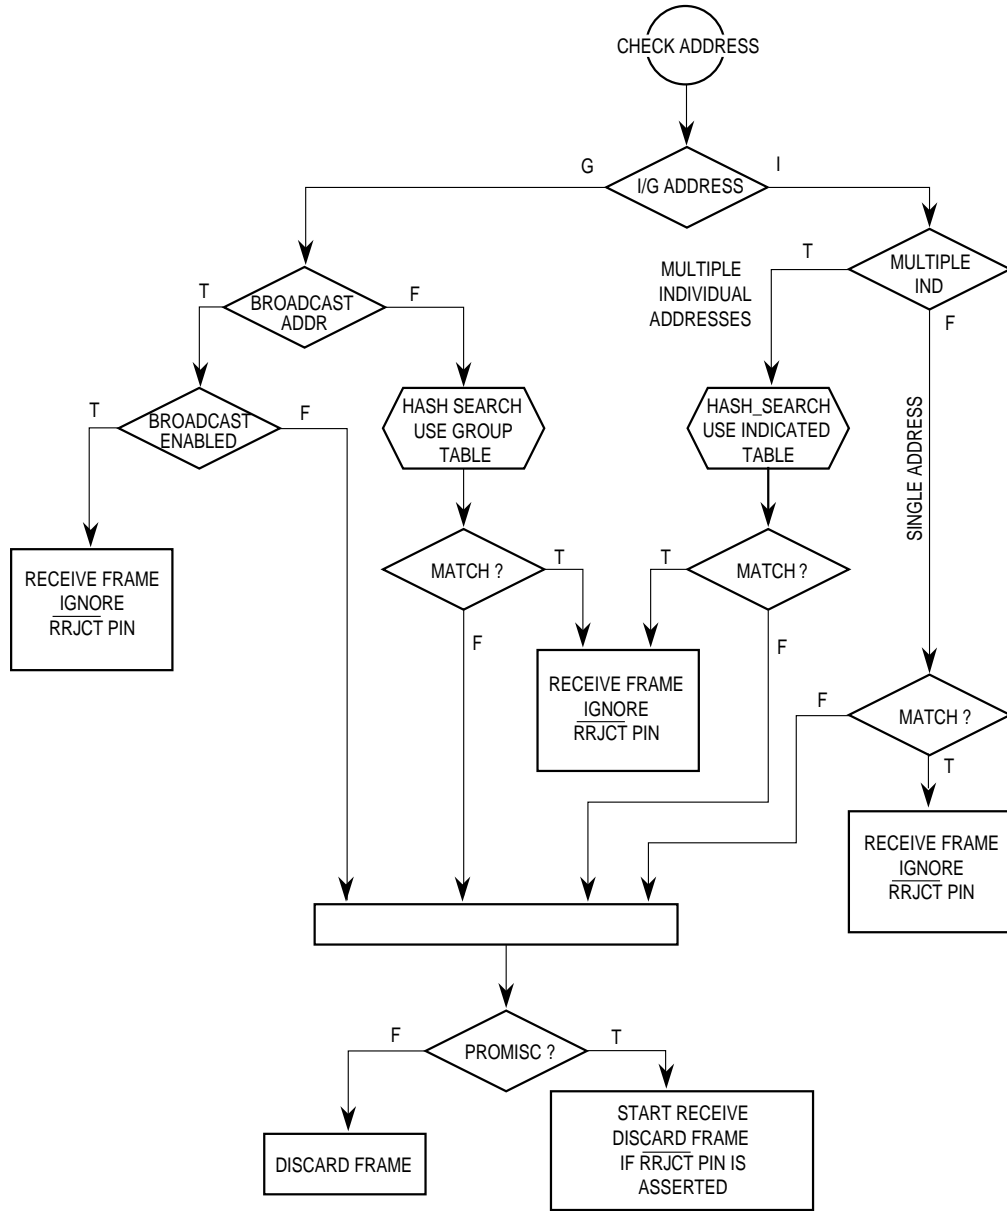 CHECK ADDRESS
G
I
I/G ADDRESS
T
MULTIPLE
IND
F
MULTIPLE
INDIVIDUAL
ADDRESSES
T
BROADCAST
ADDR
F
T
BROADCAST
ENABLED
F
HASH SEARCH
USE GROUP
TABLE
HASH_SEARCH
USE INDICATED
TABLE
SINGLE ADDRESS
RECEIVE FRAME
IGNORE
RRJCT PIN
MATCH ?
T
F
T
MATCH ?
F
RECEIVE FRAME
IGNORE
RRJCT PIN
F
MATCH ?
T
RECEIVE FRAME
IGNORE
RRJCT PIN
F
PROMISC ?
T
DISCARD FRAME
START RECEIVE
DISCARD FRAME
IF RRJCT PIN IS
ASSERTED